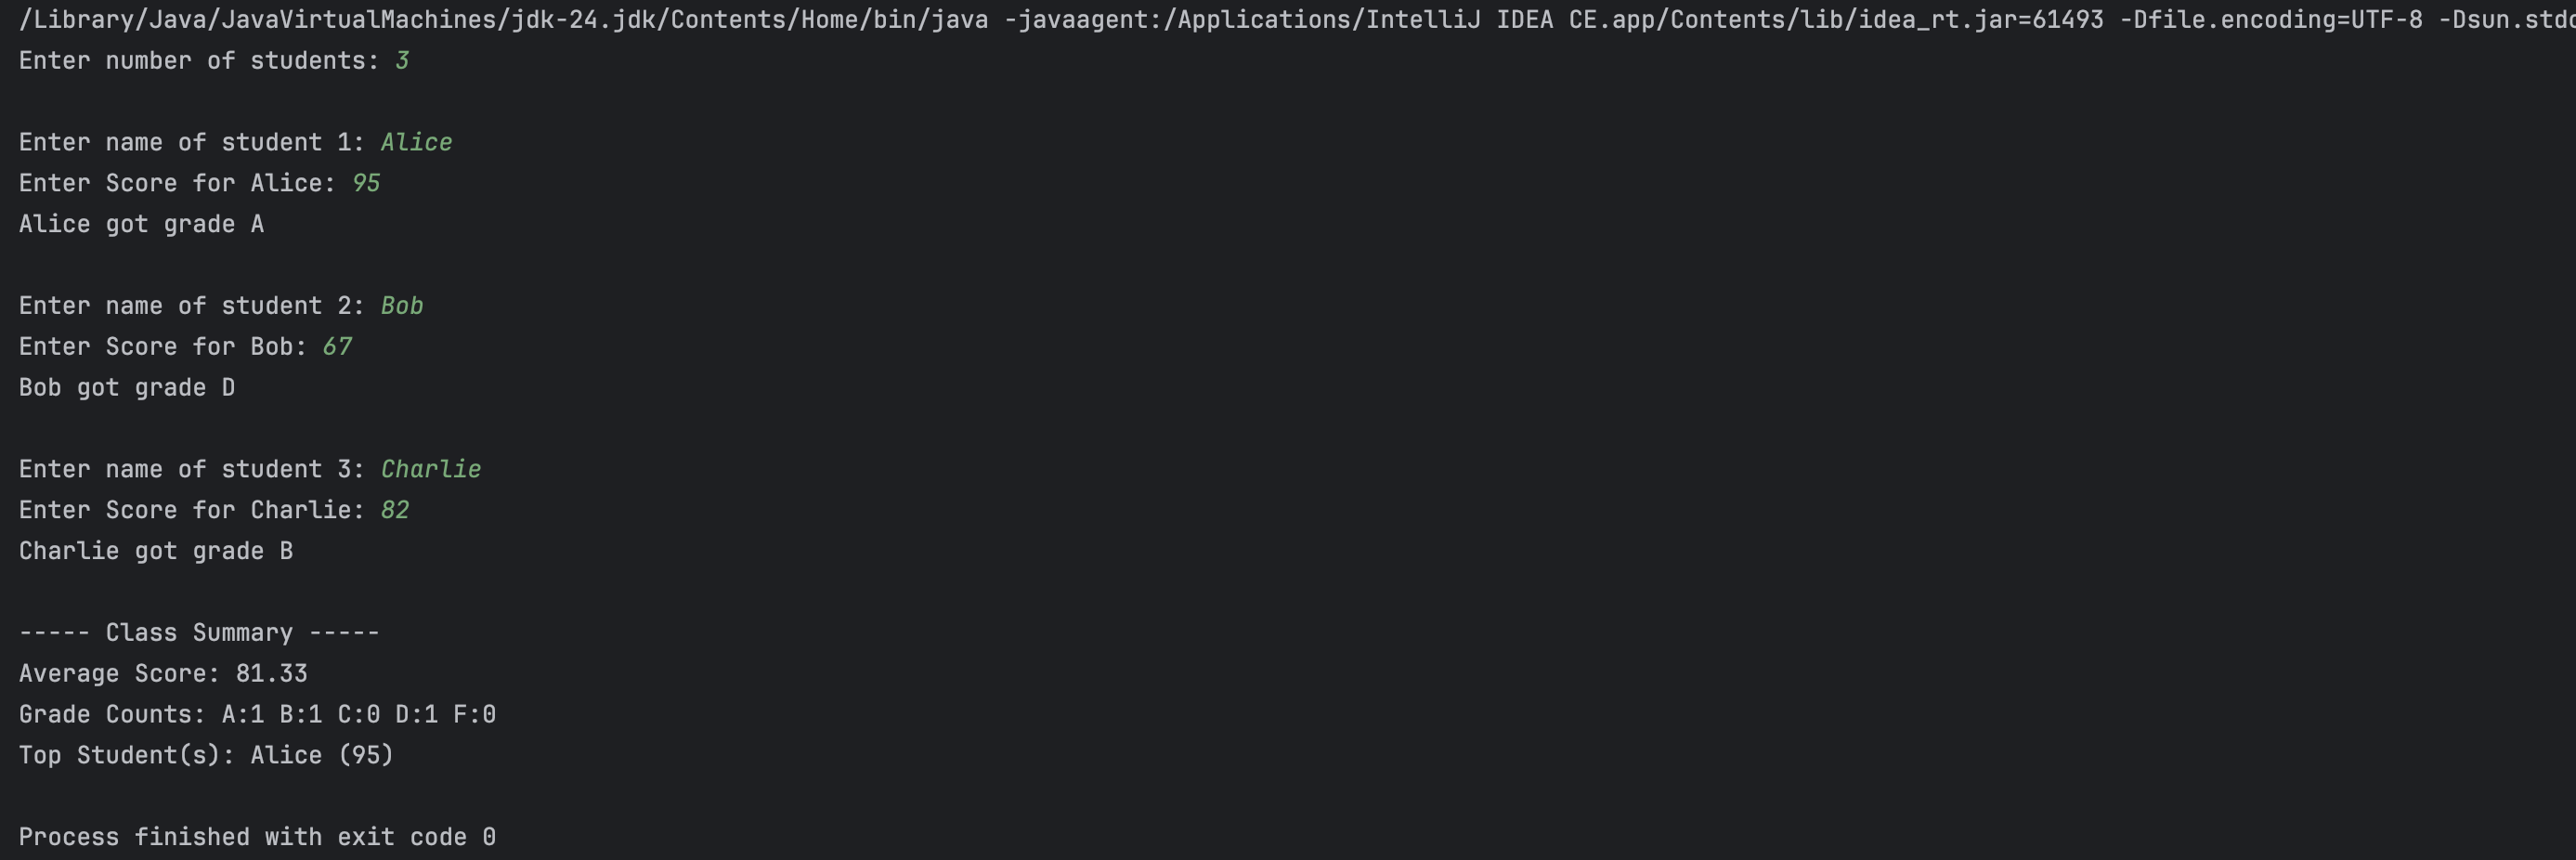 /Library/Java/JavaVirtualMachines/jdk-24.jdk/Contents/Home/bin/java -javaagent:/Applications/IntelliJ IDEA CE.app/Contents/lib/idea_rt.jar=61493 -Dfile.encoding=UTF-8 -Dsun.stdo
Enter number of students: 3
Enter name of student 1: Alice
Enter Score for Alice: 95
Alice got grade A
Enter name of student 2: Bob
Enter Score for Bob: 67
Bob got grade D
Enter name of student 3: Charlie
Enter Score for Charlie: 82
Charlie got grade B
----- Class Summary -----
Average Score: 81.33
Grade Counts: A:1 B:1 C:0 D:1 F:0
Top Student(s): Alice (95)
Process finished with exit code 0